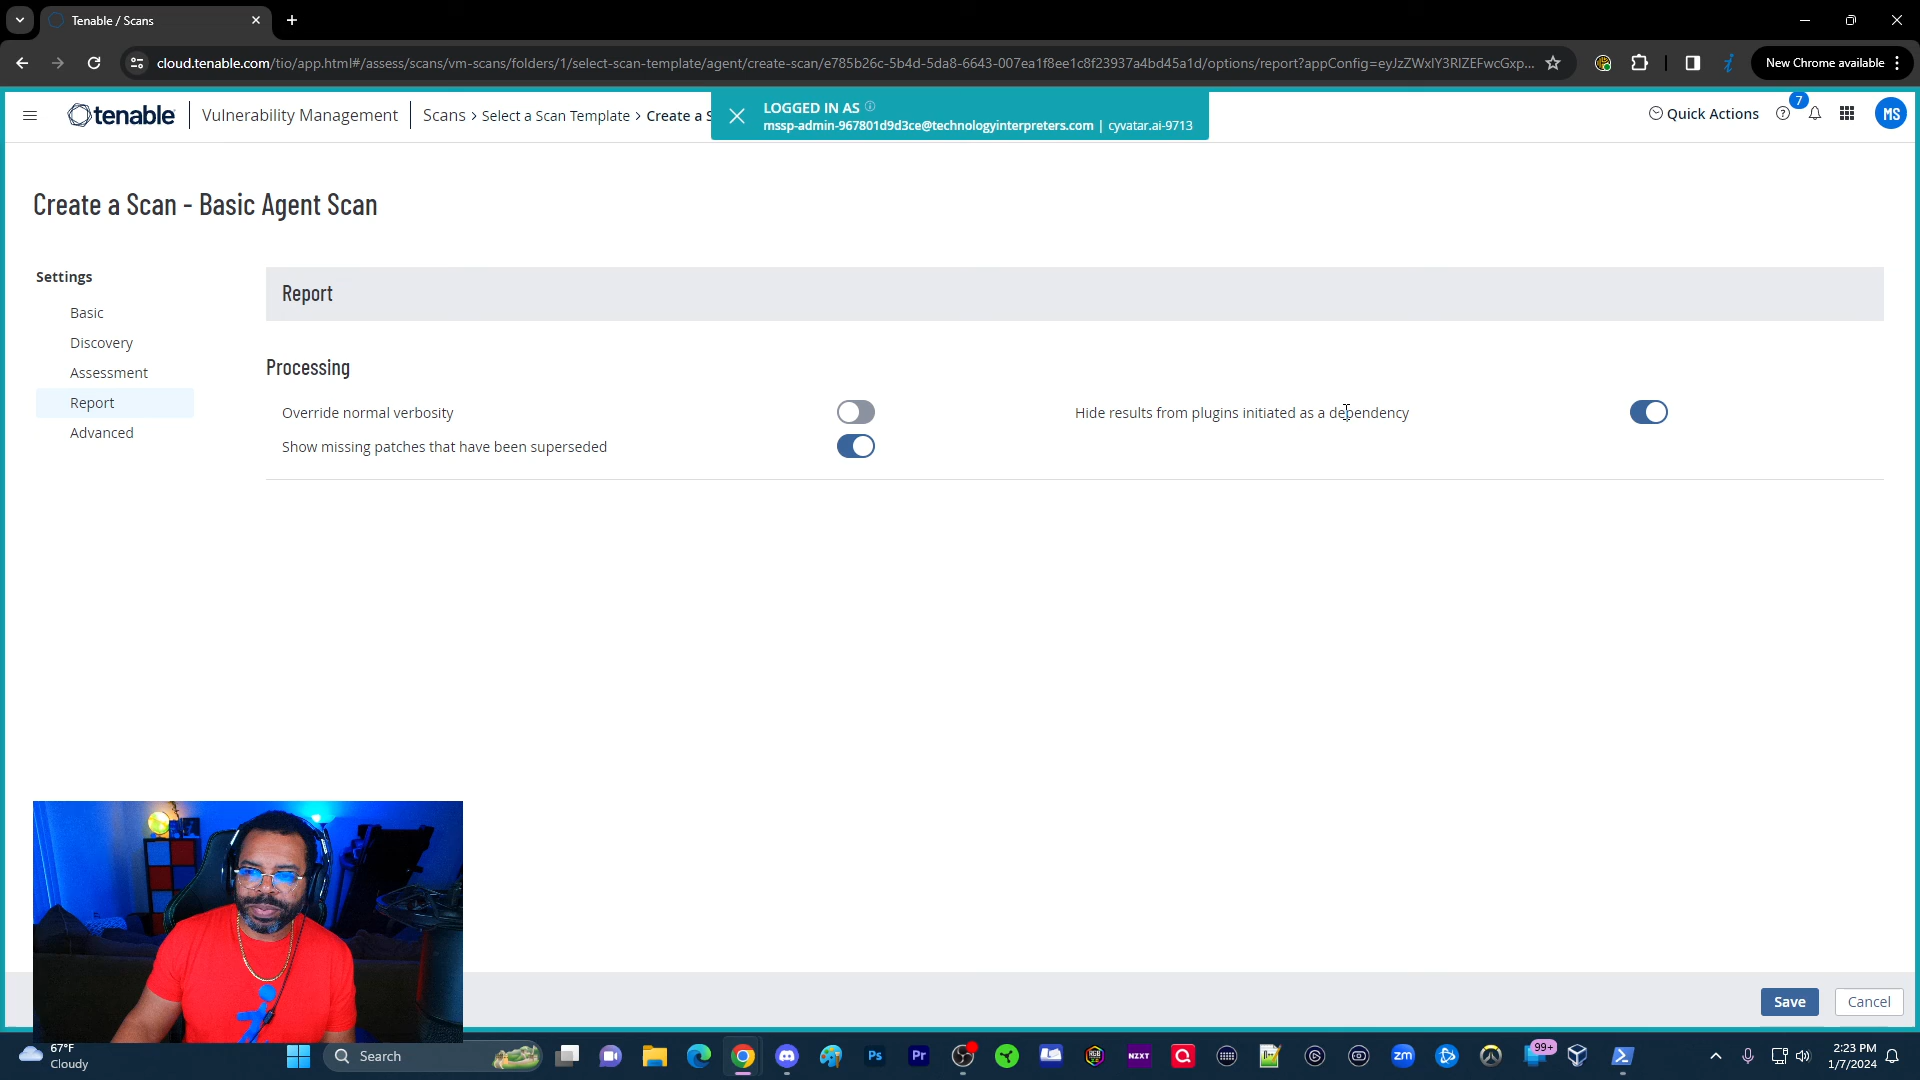 Tenable / Scans
cloud.tenable.com/tio/app.html#/assess/scans/vm-scans/folders/1/select-scan-template/agent/create-scan/e785b26c-5b4d-5da8-6643-007ea1f8ee1c8f23937a4bd45a1d/options/report?appConfig=eyJzZWxlY3RlZEFwcGxp...
New Chrome available
tenable
Vulnerability Management
Scans > Select a Scan Template > Create a S
LOGGED IN AS
mssp-admin-967801d9d3ce@technologyinterpreters.com | cyvatar.ai-9713
Quick Actions
7
MS
Create a Scan - Basic Agent Scan
Settings
Basic
Discovery
Assessment
Report
Advanced
Report
Processing
Override normal verbosity
Hide results from plugins initiated as a dependency
Show missing patches that have been superseded
Save
Cancel
67°F
Cloudy
Search
Ps
Pr
NZXT
zm
99+
2:23 PM
1/7/2024